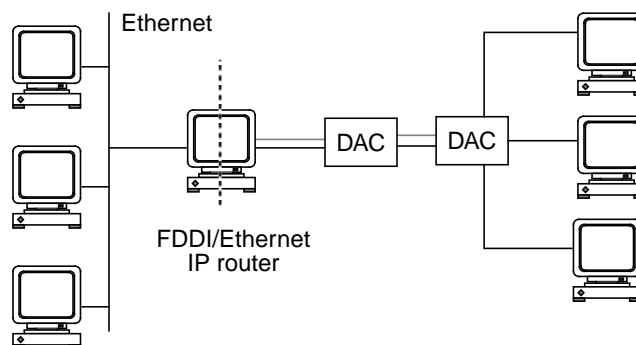 Ethernet
DAC
DAC
FDDI/Ethernet
IP router